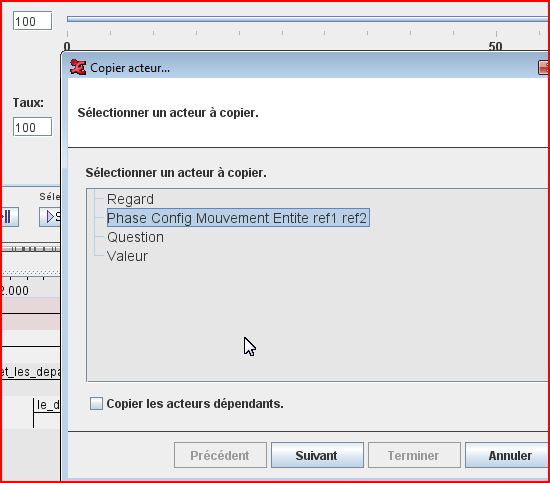 100
0 50
Copier acteur...
Taux:
Sélectionner un acteur à copier.
100
Sélectionner un acteur à copier.
Séle
Regard
S
Phase Config Mouvement Entite ref1 ref2
Question
Valeur
2.000
et_les_depa
le_d
Copier les acteurs dépendants.
Précédent Suivant Terminer Annuler